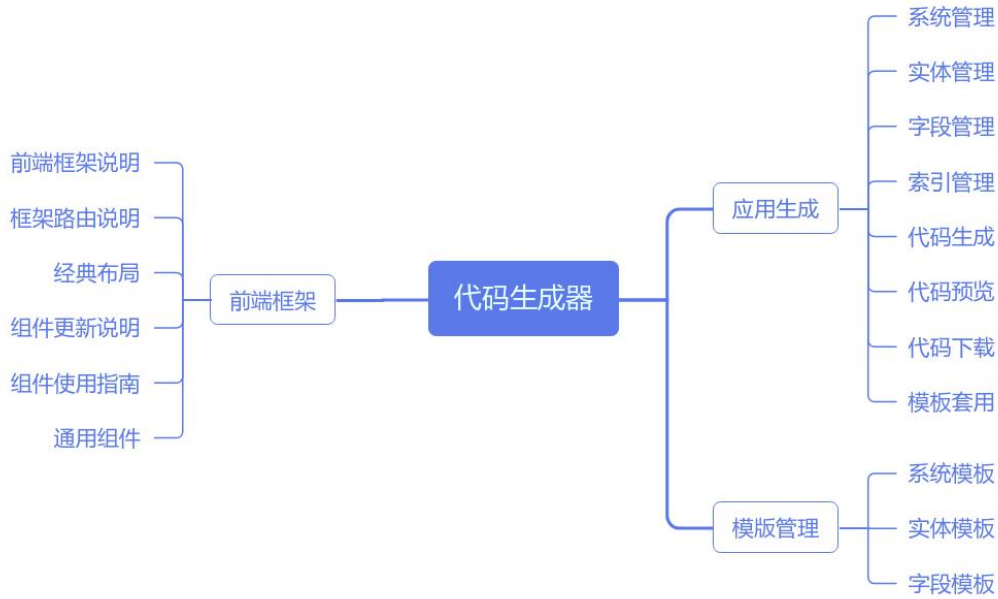 代码生成器
前端框架
前端框架说明
框架路由说明
经典布局
组件更新说明
组件使用指南
通用组件
应用生成
系统管理
实体管理
字段管理
索引管理
代码生成
代码预览
代码下载
模板套用
模版管理
系统模板
实体模板
字段模板